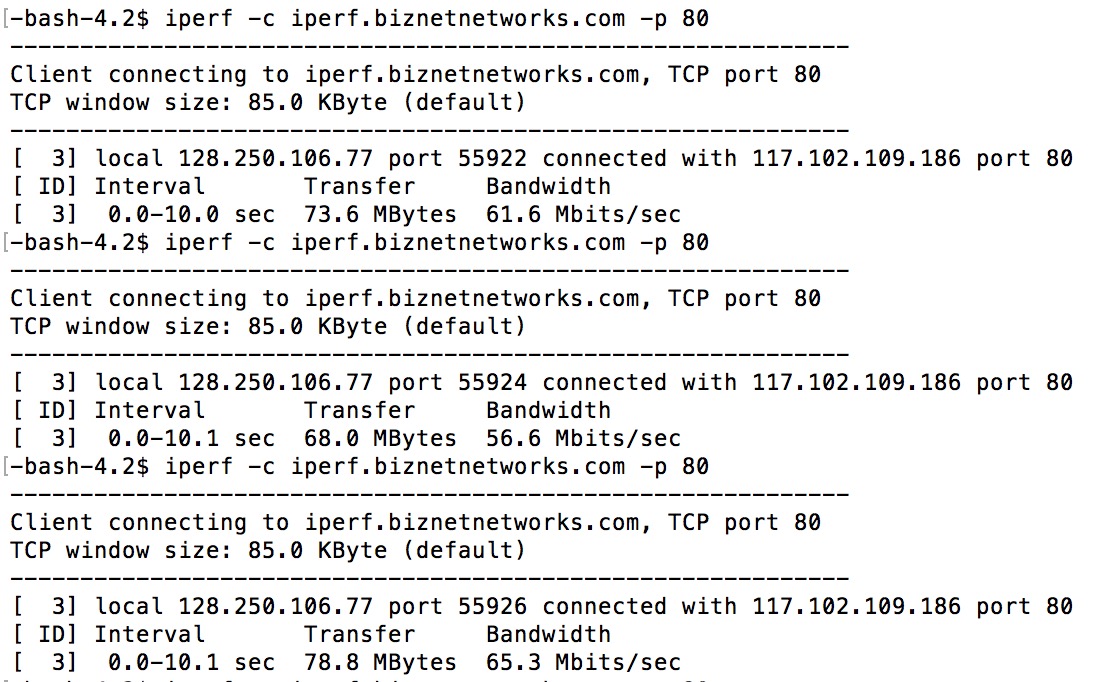 [-bash-4.2$ iperf -c iperf.biznetnetworks.com -p 80
------------------------------------------------------------
Client connecting to iperf.biznetnetworks.com, TCP port 80
TCP window size: 85.0 KByte (default)
------------------------------------------------------------
[  3] local 128.250.106.77 port 55922 connected with 117.102.109.186 port 80
[ ID] Interval       Transfer     Bandwidth
[  3]  0.0-10.0 sec  73.6 MBytes  61.6 Mbits/sec
[-bash-4.2$ iperf -c iperf.biznetnetworks.com -p 80
------------------------------------------------------------
Client connecting to iperf.biznetnetworks.com, TCP port 80
TCP window size: 85.0 KByte (default)
------------------------------------------------------------
[  3] local 128.250.106.77 port 55924 connected with 117.102.109.186 port 80
[ ID] Interval       Transfer     Bandwidth
[  3]  0.0-10.1 sec  68.0 MBytes  56.6 Mbits/sec
[-bash-4.2$ iperf -c iperf.biznetnetworks.com -p 80
------------------------------------------------------------
Client connecting to iperf.biznetnetworks.com, TCP port 80
TCP window size: 85.0 KByte (default)
------------------------------------------------------------
[  3] local 128.250.106.77 port 55926 connected with 117.102.109.186 port 80
[ ID] Interval       Transfer     Bandwidth
[  3]  0.0-10.1 sec  78.8 MBytes  65.3 Mbits/sec